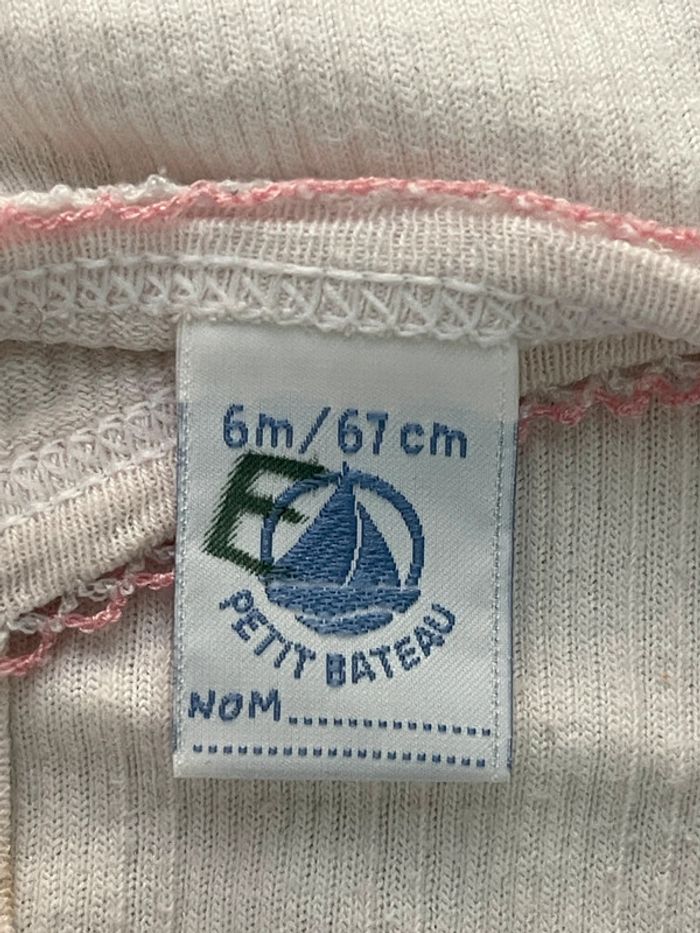 6m/67cm
E
PETIT BATEAU
NOM..............
......................